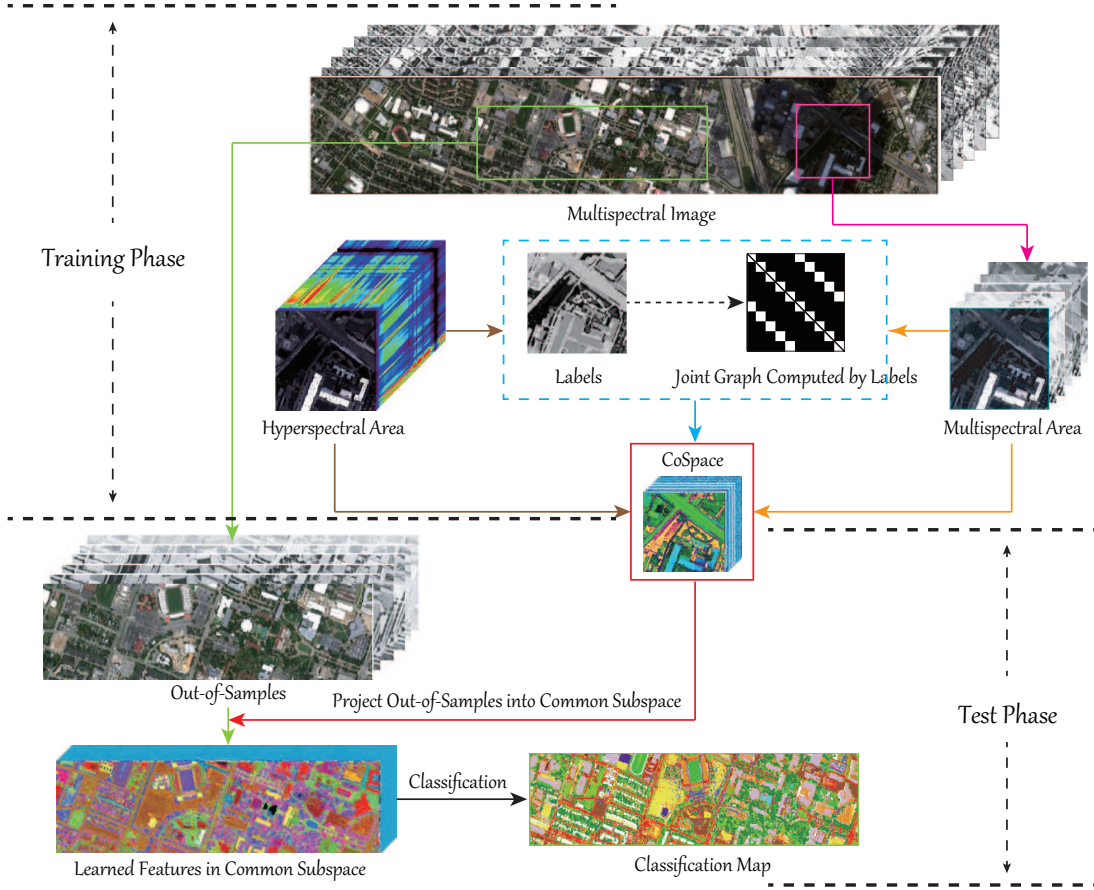 Multispectral Image
Training Phase
Labels
Joint Graph Computed by Labels
Hyperspectral Area
Multispectral Area
CoSpace
Out-of-Samples
Project Out-of-Samples into Common Subspace
Test Phase
Classification
Learned Features in Common Subspace
Classification Map